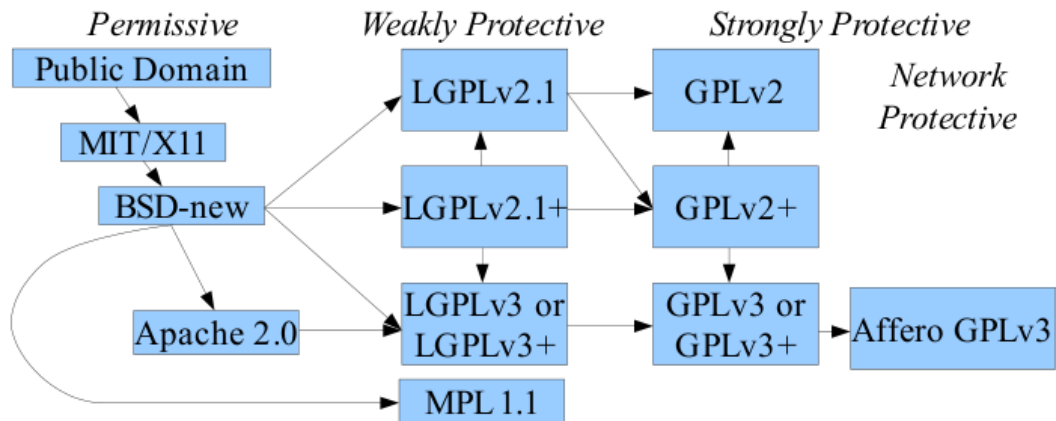 Permissive
Weakly Protective
Strongly Protective
Public Domain
LGPLv2.1
GPLv2
Network
Protective
MIT/X11
BSD-new
LGPLv2.1+
GPLv2+
Apache 2.0
LGPLv3 or
LGPLv3+
GPLv3 or
GPLv3+
Affero GPLv3
MPL 1.1